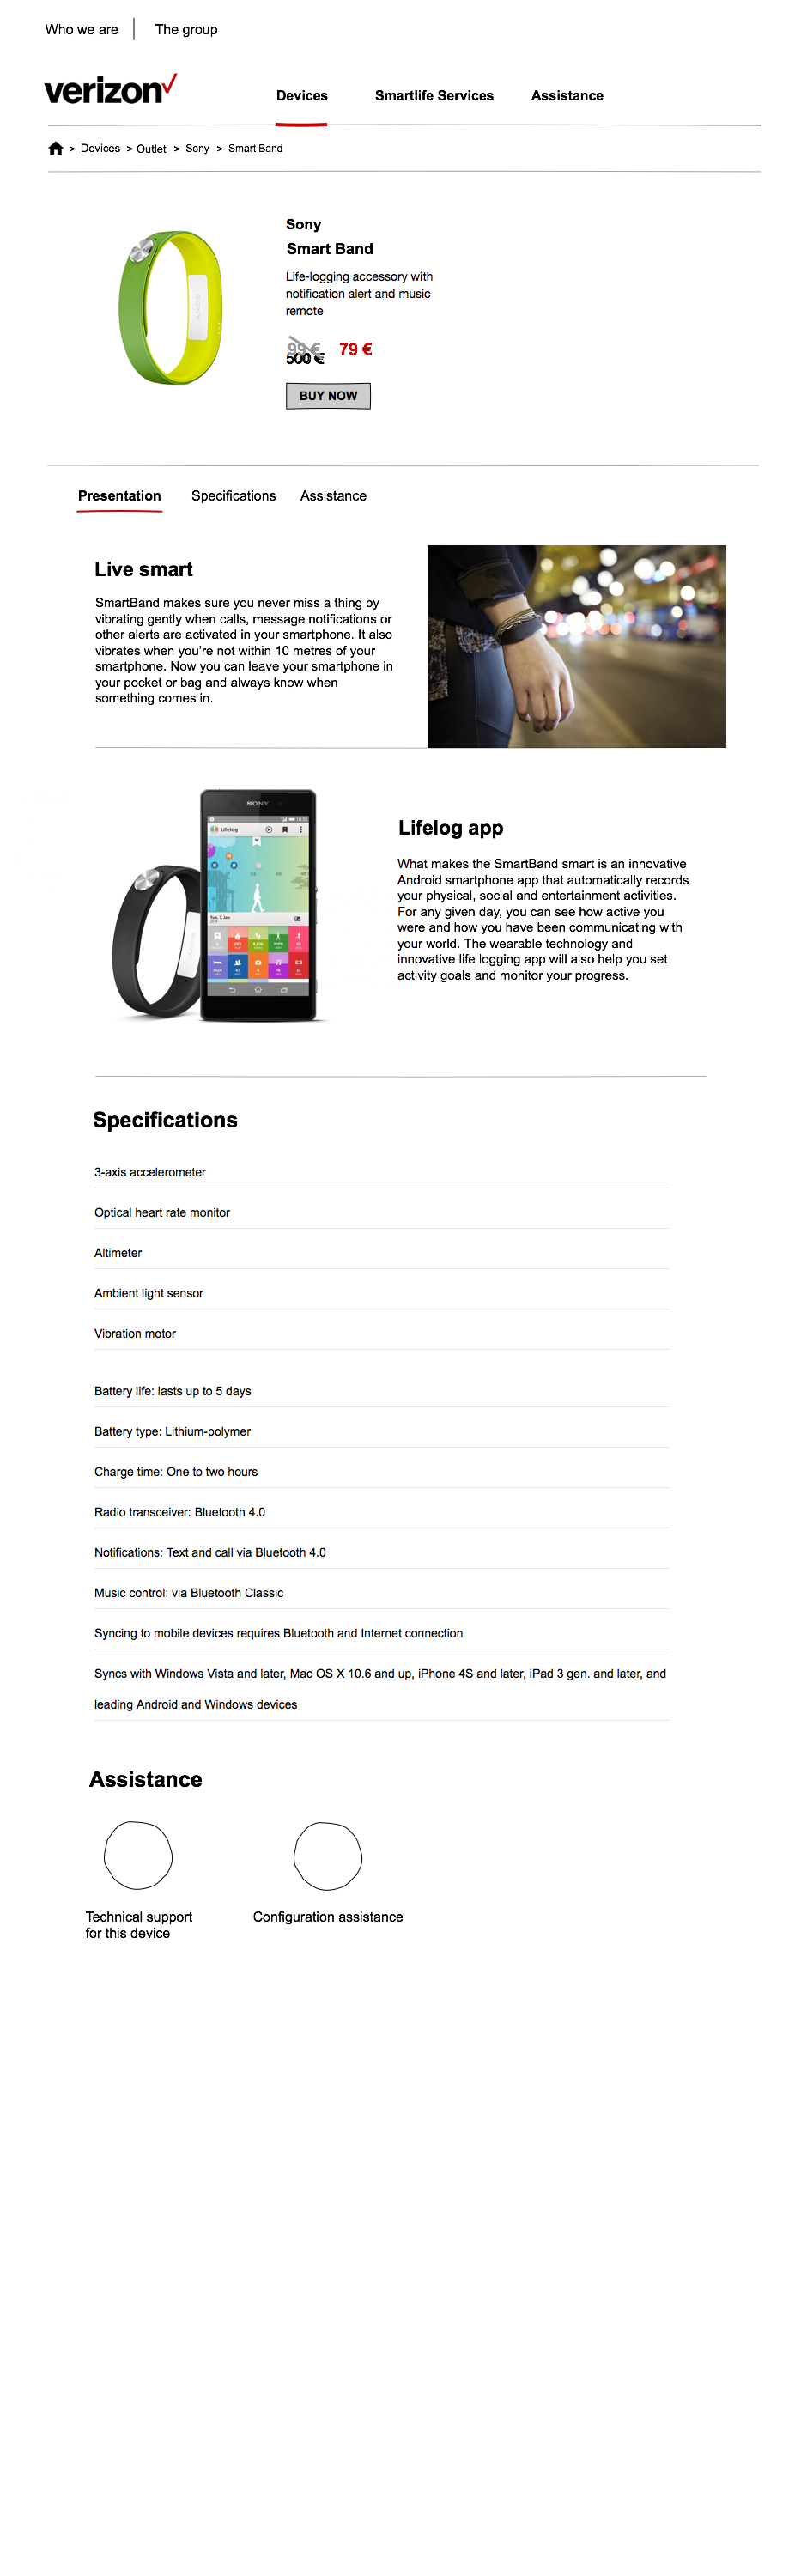 Who we are
The group
verizon
Devices
Smartlife Services
Assistance
> Devices > Outlet > Sony > Smart Band
Sony
Smart Band
Life-logging accessory with
notification alert and music
remote
99 €
500 €
79 €
BUY NOW
Presentation
Specifications
Assistance
Live smart
SmartBand makes sure you never miss a thing by
vibrating gently when calls, message notifications or
other alerts are activated in your smartphone. It also
vibrates when you're not within 10 metres of your
smartphone. Now you can leave your smartphone in
your pocket or bag and always know when
something comes in.
SONY
Lifelog
Lifelog app
What makes the SmartBand smart is an innovative
Android smartphone app that automatically records
your physical, social and entertainment activities.
For any given day, you can see how active you
were and how you have been communicating with
your world. The wearable technology and
innovative life logging app will also help you set
activity goals and monitor your progress.
Specifications
3-axis accelerometer
Optical heart rate monitor
Altimeter
Ambient light sensor
Vibration motor
Battery life: lasts up to 5 days
Battery type: Lithium-polymer
Charge time: One to two hours
Radio transceiver: Bluetooth 4.0
Notifications: Text and call via Bluetooth 4.0
Music control: via Bluetooth Classic
Syncing to mobile devices requires Bluetooth and Internet connection
Syncs with Windows Vista and later, Mac OS X 10.6 and up, iPhone 4S and later, iPad 3 gen. and later, and
leading Android and Windows devices
Assistance
Technical support
for this device
Configuration assistance